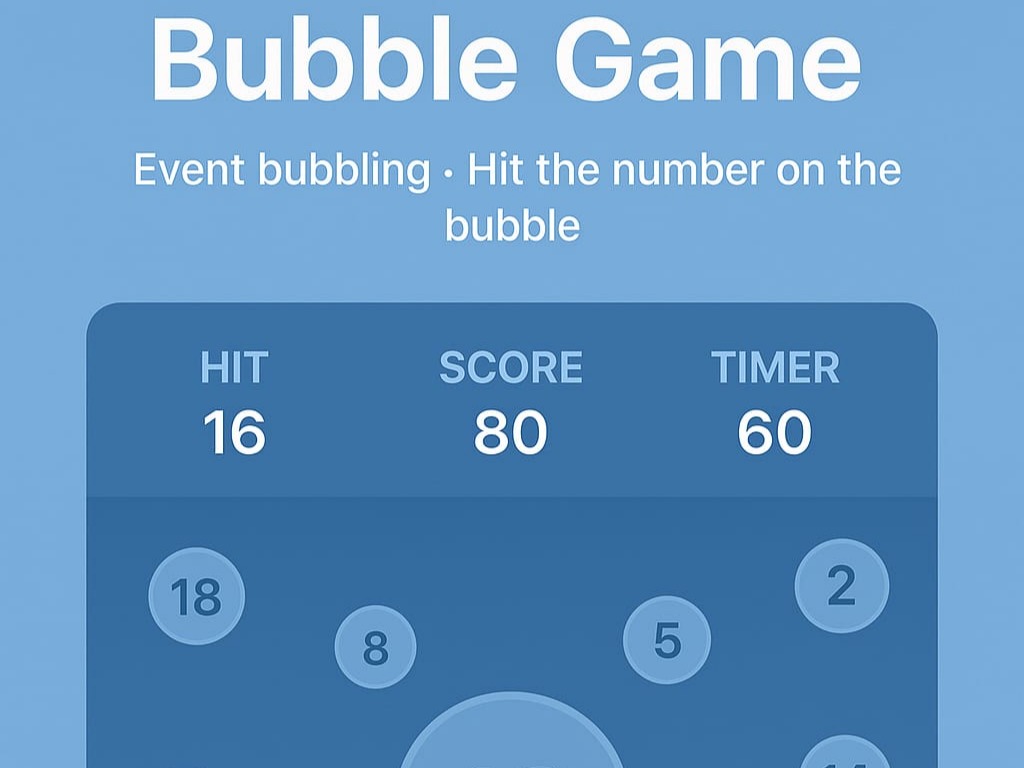 Bubble Game
Event bubbling · Hit the number on the
bubble
HIT SCORE TIMER
16 80 60
18 8 5 2